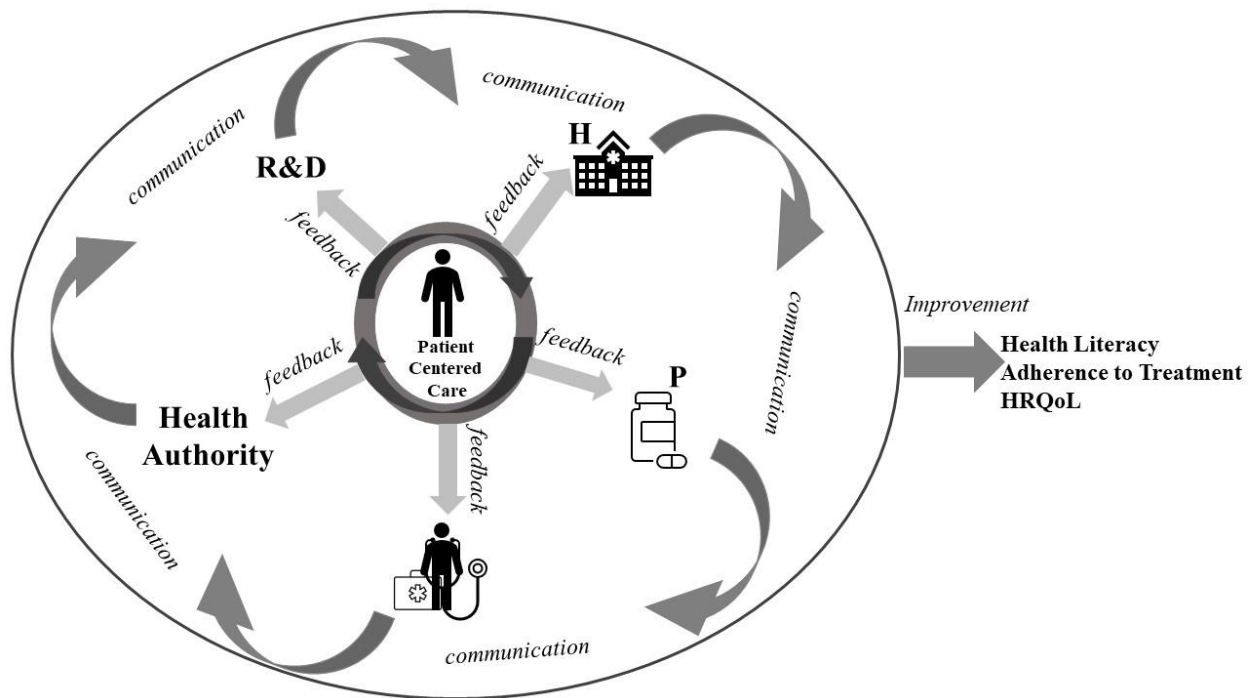 communication
communication
H
R&D
feedback
feedback
communication
Patient
Centered
Care
feedback
feedback
P
communication
Improvement
Health Literacy
Adherence to Treatment
HRQoL
Health
Authority
feedback
communication
communication